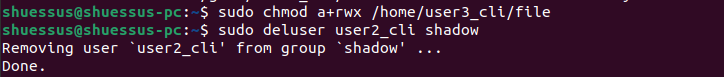 shuessus@shuessus-pc:~$ sudo chmod a+rwx /home/user3_cli/file
shuessus@shuessus-pc:~$ sudo deluser user2_cli shadow
Removing user `user2_cli' from group `shadow' ...
Done.